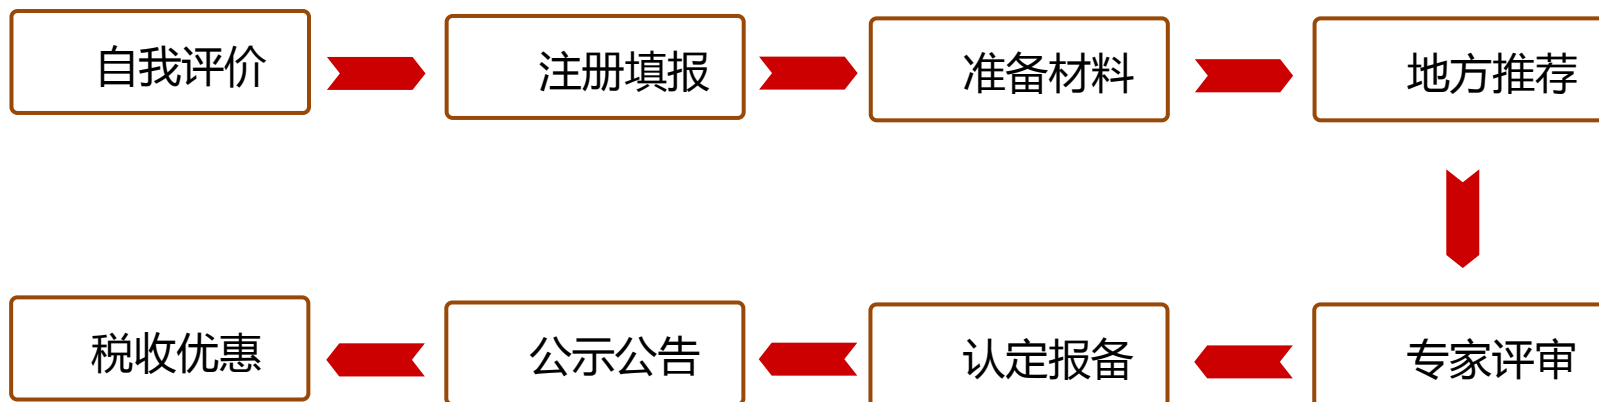 自我评价
注册填报
准备材料
地方推荐
专家评审
认定报备
公示公告
税收优惠